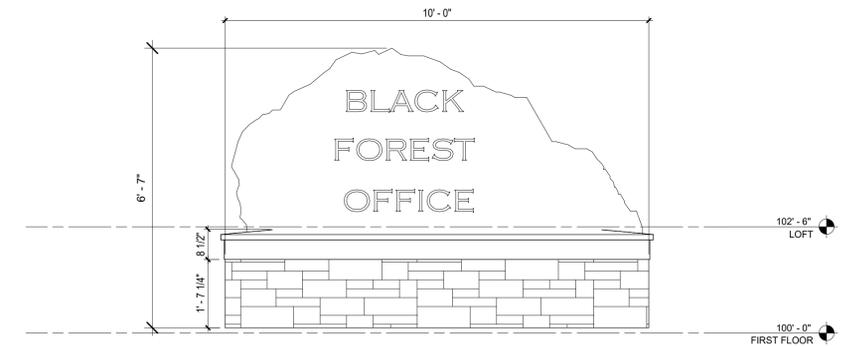 10' - 0"
BLACK
FOREST
OFFICE
6' - 7"
8 1/2"
1' - 7 1/4"
102' - 6"
LOFT
100' - 0"
FIRST FLOOR